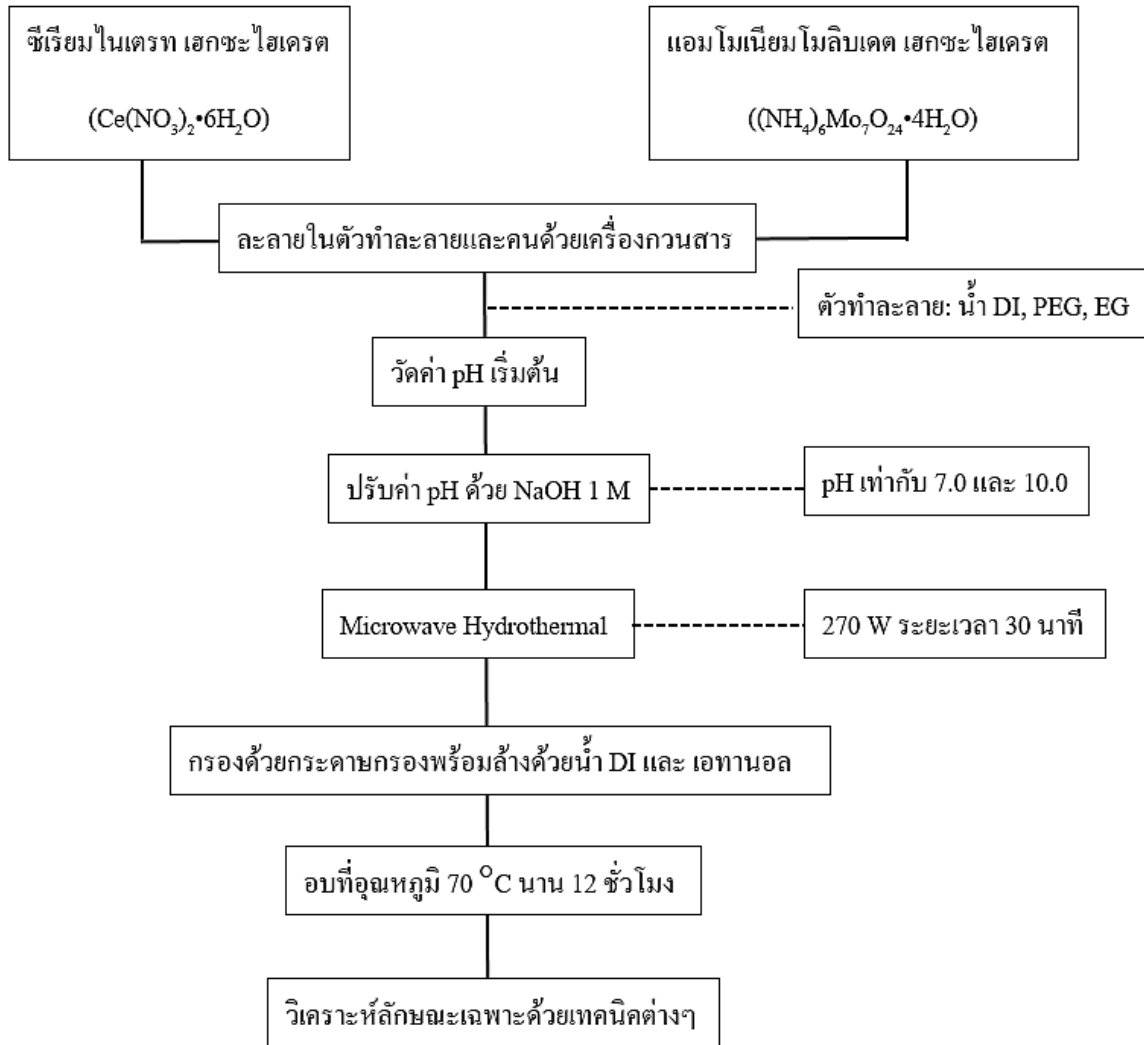 ซีเรียมไนเตรท เฮกซะไฮเดรต
(Ce(NO₃)₂•6H₂O)
แอมโมเนียมโมลิบเดต เฮกซะไฮเดรต
((NH₄)₆Mo₇O₂₄•4H₂O)
ละลายในตัวทำละลายและคนด้วยเครื่องกวนสาร
ตัวทำละลาย: น้ำ DI, PEG, EG
วัดค่า pH เริ่มต้น
ปรับค่า pH ด้วย NaOH 1 M
pH เท่ากับ 7.0 และ 10.0
Microwave Hydrothermal
270 W ระยะเวลา 30 นาที
กรองด้วยกระดาษกรองพร้อมล้างด้วยน้ำ DI และ เอทานอล
อบที่อุณหภูมิ 70 °C นาน 12 ชั่วโมง
วิเคราะห์ลักษณะเฉพาะด้วยเทคนิคต่างๆ